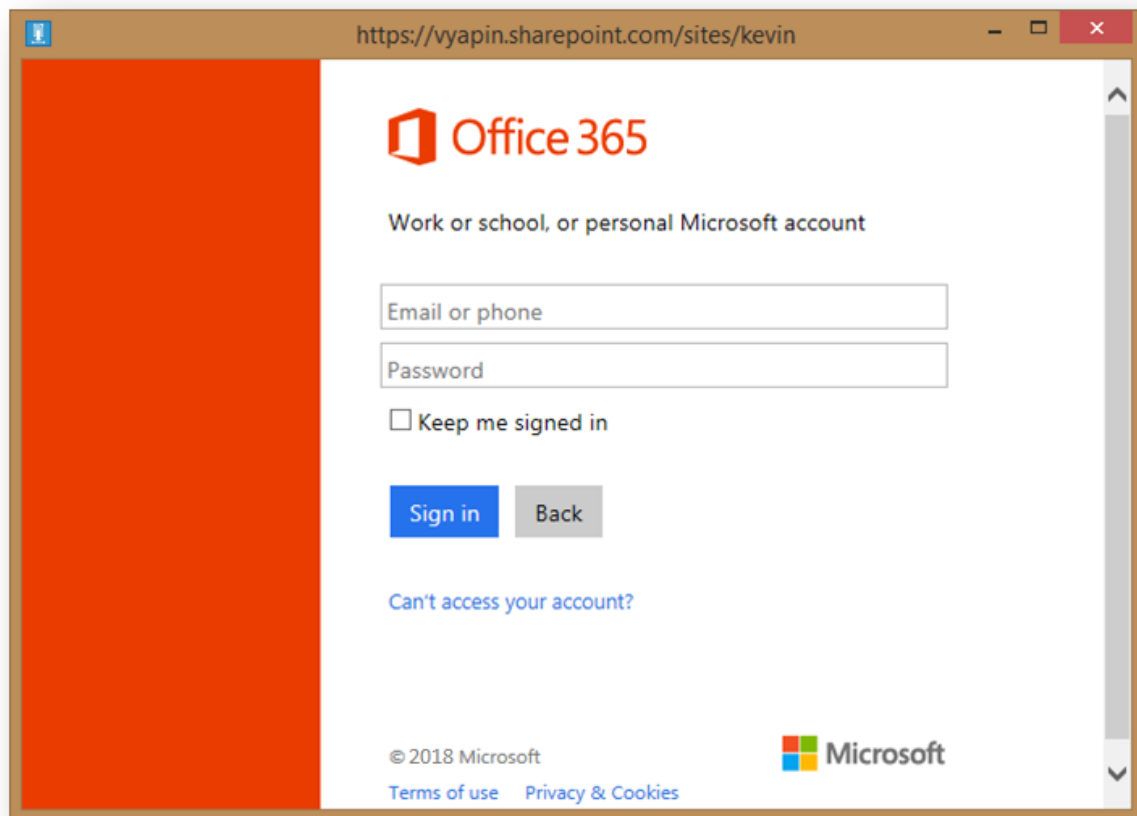 https://vyapin.sharepoint.com/sites/kevin
Office 365
Work or school, or personal Microsoft account
Email or phone
Password
Keep me signed in
Sign in Back
Can't access your account?
© 2018 Microsoft
Microsoft
Terms of use Privacy & Cookies